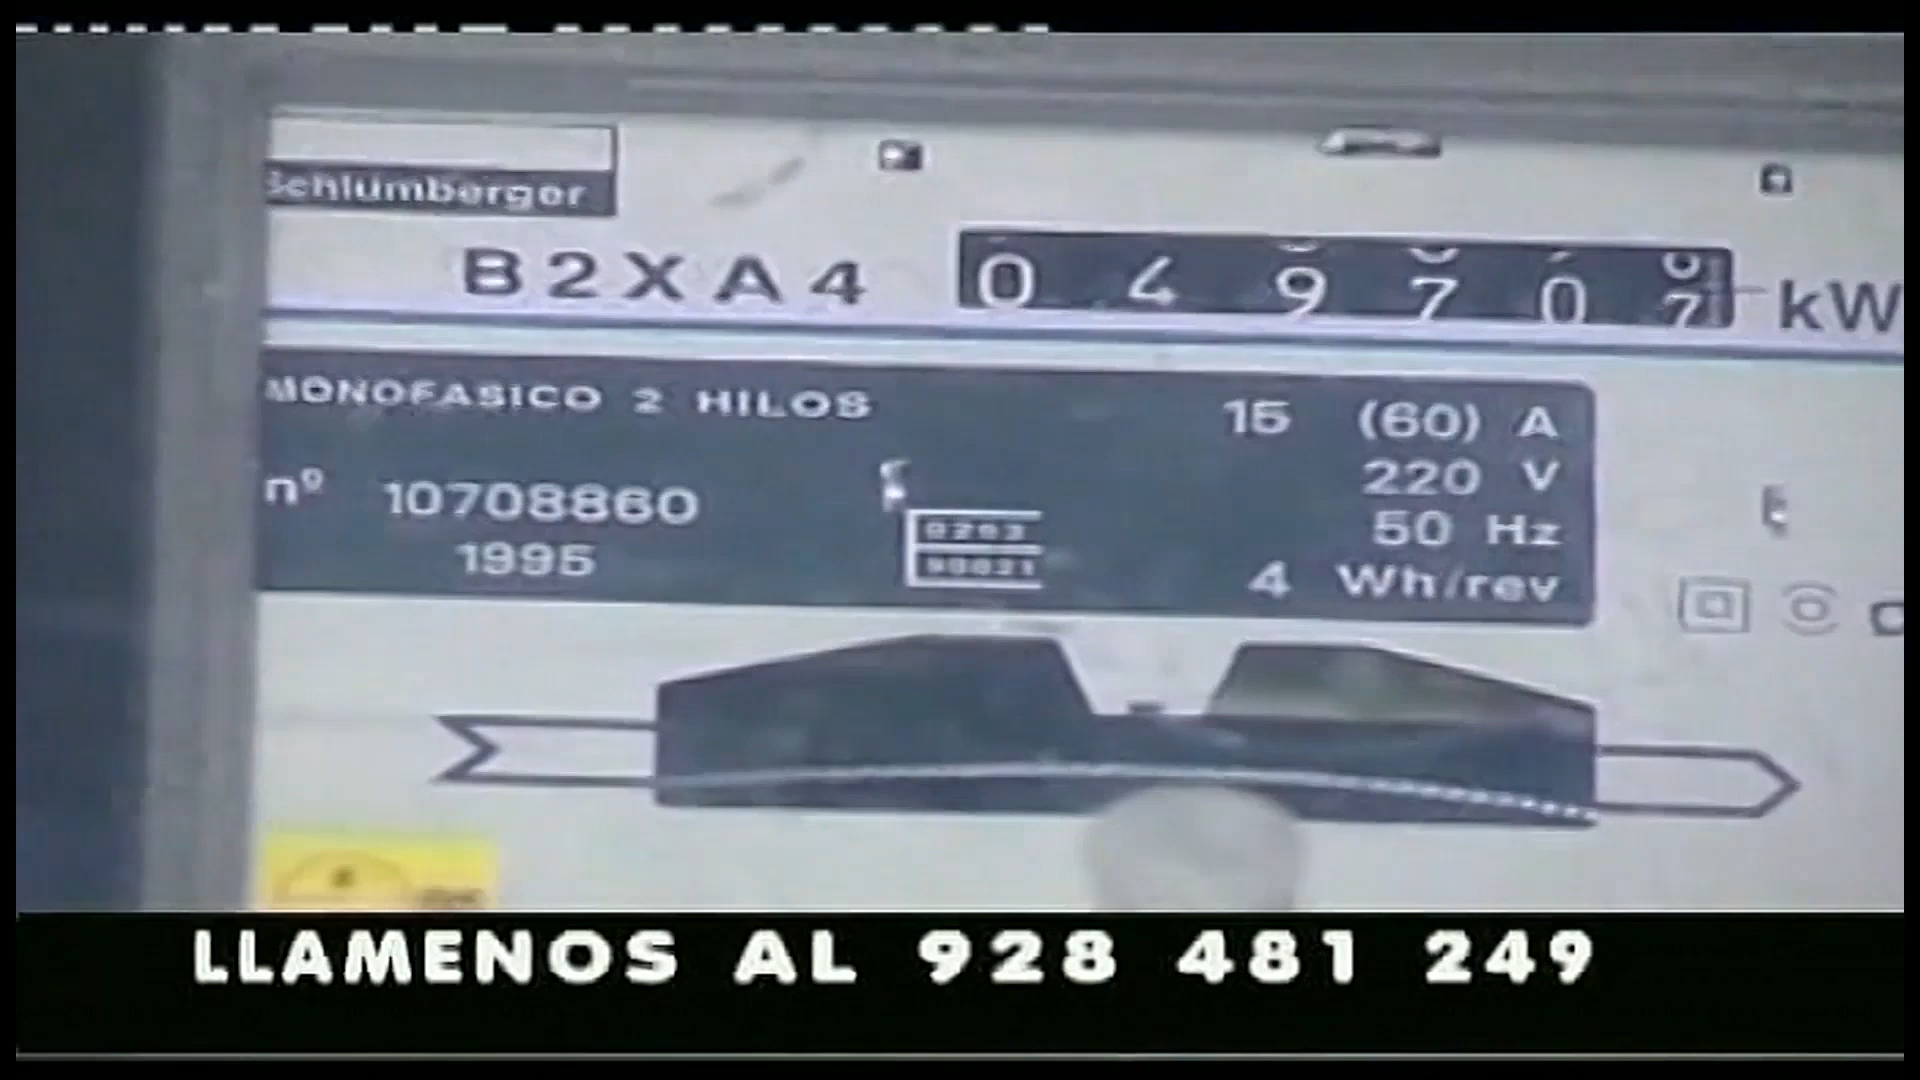 Schlumberger
B2XA4 049707 kW
MONOFASICO 2 HILOS 15 (60) A
220 V
nº 10708860
50 Hz
1995
4 Wh/rev
LLAMENOS AL 928 481 249